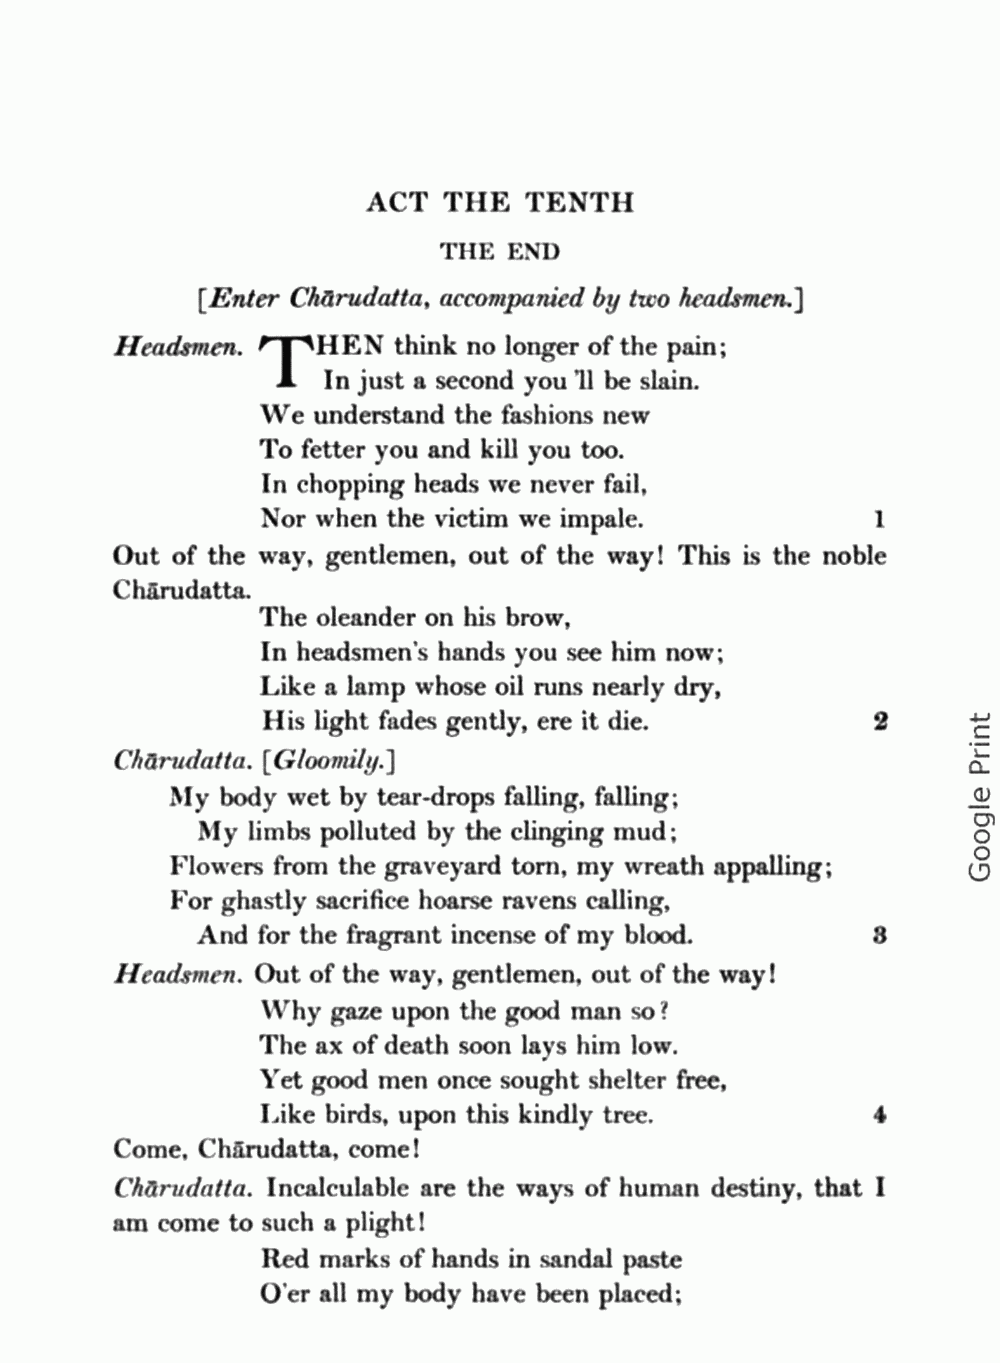 ACT THE TENTH
THE END
[Enter Chārudatta, accompanied by two headsmen.]
Headsmen. THEN think no longer of the pain;
In just a second you 'll be slain.
We understand the fashions new
To fetter you and kill you too.
In chopping heads we never fail,
Nor when the victim we impale. 1
Out of the way, gentlemen, out of the way! This is the noble
Chārudatta.
The oleander on his brow,
In headsmen's hands you see him now;
Like a lamp whose oil runs nearly dry,
His light fades gently, ere it die. 2
Chārudatta. [Gloomily.]
My body wet by tear-drops falling, falling;
My limbs polluted by the clinging mud;
Flowers from the graveyard torn, my wreath appalling;
For ghastly sacrifice hoarse ravens calling,
And for the fragrant incense of my blood. 3
Headsmen. Out of the way, gentlemen, out of the way!
Why gaze upon the good man so?
The ax of death soon lays him low.
Yet good men once sought shelter free,
Like birds, upon this kindly tree. 4
Come, Chārudatta, come!
Chārudatta. Incalculable are the ways of human destiny, that I
am come to such a plight!
Red marks of hands in sandal paste
O'er all my body have been placed;
Google Print